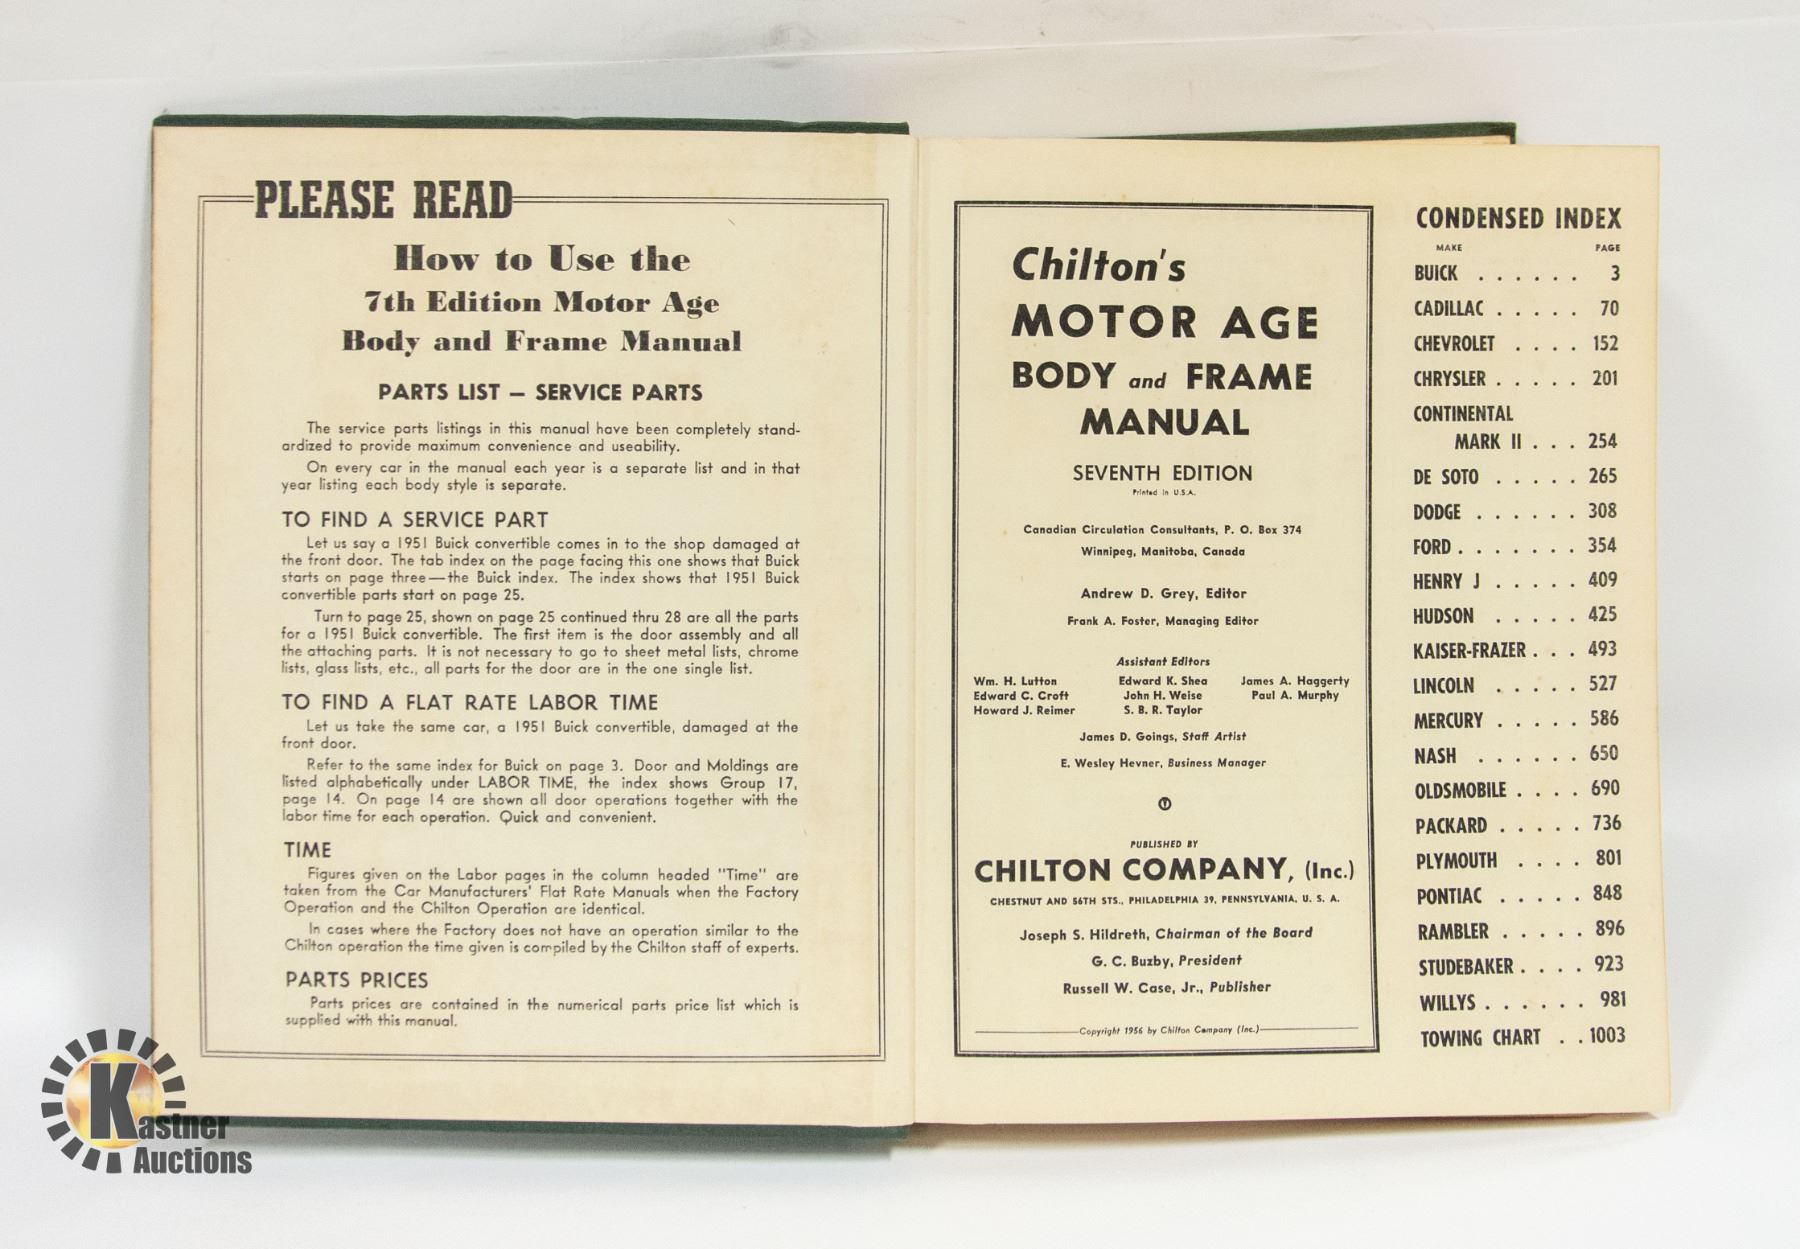 PLEASE READ
How to Use the
7th Edition Motor Age
Body and Frame Manual
PARTS LIST — SERVICE PARTS
The service parts listings in this manual have been completely stand-
ardized to provide maximum convenience and useability.
On every car in the manual each year is a separate list and in that
year listing each body style is separate.
TO FIND A SERVICE PART
Let us say a 1951 Buick convertible comes in to the shop damaged at
the front door. The tab index on the page facing this one shows that Buick
starts on page three—the Buick index. The index shows that 1951 Buick
convertible parts start on page 25.
Turn to page 25, shown on page 25 continued thru 28 are all the parts
for a 1951 Buick convertible. The first item is the door assembly and all
the attaching parts. It is not necessary to go to sheet metal lists, chrome
lists, glass lists, etc., all parts for the door are in the one single list.
TO FIND A FLAT RATE LABOR TIME
Let us take the same car, a 1951 Buick convertible, damaged at the
front door.
Refer to the same index for Buick on page 3. Door and Moldings are
listed alphabetically under LABOR TIME, the index shows Group 17,
page 14. On page 14 are shown all door operations together with the
labor time for each operation. Quick and convenient.
TIME
Figures given on the Labor pages in the column headed "Time" are
taken from the Car Manufacturers' Flat Rate Manuals when the Factory
Operation and the Chilton Operation are identical.
In cases where the Factory does not have an operation similar to the
Chilton operation the time given is compiled by the Chilton staff of experts.
PARTS PRICES
Parts prices are contained in the numerical parts price list which is
supplied with this manual.
Chilton's
MOTOR AGE
BODY and FRAME
MANUAL
SEVENTH EDITION
Printed in U.S.A.
Canadian Circulation Consultants, P. O. Box 374
Winnipeg, Manitoba, Canada
Andrew D. Grey, Editor
Frank A. Foster, Managing Editor
Assistant Editors
Wm. H. Lutton Edward K. Shea James A. Haggerty
Edward C. Croft John H. Weise Paul A. Murphy
Howard J. Reimer S. B. R. Taylor
James D. Goings, Staff Artist
E. Wesley Hevner, Business Manager
PUBLISHED BY
CHILTON COMPANY, (Inc.)
CHESTNUT AND 56TH STS., PHILADELPHIA 39, PENNSYLVANIA, U. S. A.
Joseph S. Hildreth, Chairman of the Board
G. C. Buzby, President
Russell W. Case, Jr., Publisher
Copyright 1956 by Chilton Company (Inc.)
CONDENSED INDEX
MAKE PAGE
BUICK . . . . . . 3
CADILLAC . . . . . 70
CHEVROLET . . . . 152
CHRYSLER . . . . . 201
CONTINENTAL
MARK II . . . 254
DE SOTO . . . . . 265
DODGE . . . . . . 308
FORD . . . . . . . 354
HENRY J . . . . . 409
HUDSON . . . . . 425
KAISER-FRAZER . . . 493
LINCOLN . . . . . 527
MERCURY . . . . . 586
NASH . . . . . . 650
OLDSMOBILE . . . . 690
PACKARD . . . . . 736
PLYMOUTH . . . . 801
PONTIAC . . . . . 848
RAMBLER . . . . . 896
STUDEBAKER . . . . 923
WILLYS . . . . . . 981
TOWING CHART . . 1003
Kastner
Auctions